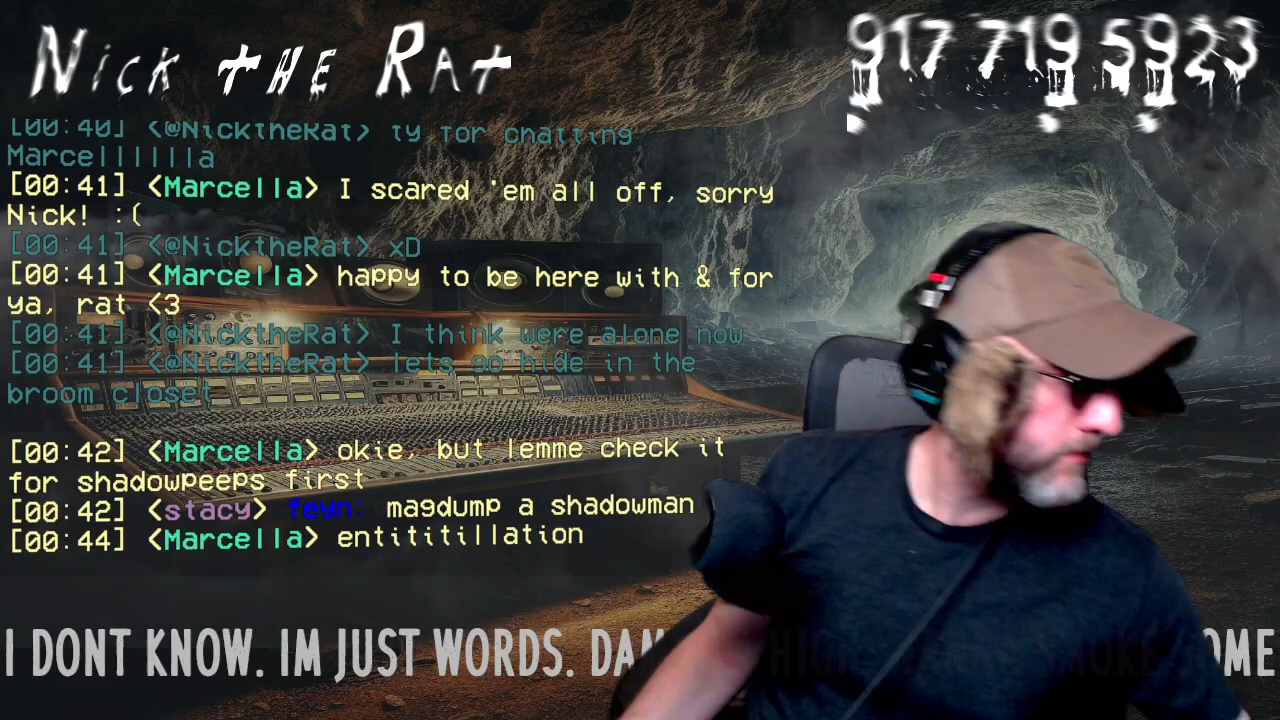 Nick the Rat
917 719 5923
[00:40] <@NicktheRat> ty for chatting
Marcelllllla
[00:41] <Marcella> I scared 'em all off, sorry
Nick! :(
[00:41] <@NicktheRat> xD
[00:41] <Marcella> happy to be here with & for
ya, rat <3
[00:41] <@NicktheRat> I think were alone now
[00:41] <@NicktheRat> lets go hide in the
broom closet
[00:42] <Marcella> okie, but lemme check it
for shadowpeeps first
[00:42] <stacy> feyn: magdump a shadowman
[00:44] <Marcella> entitititillation
I DONT KNOW. IM JUST WORDS.